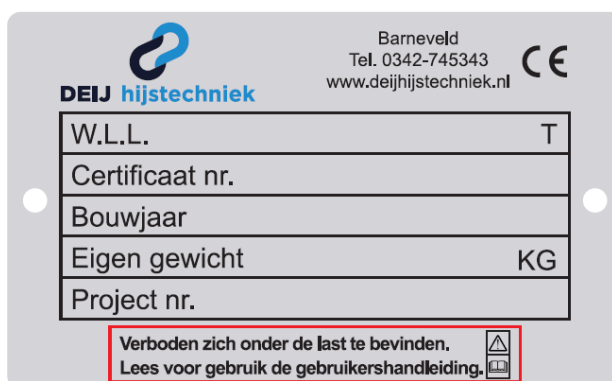 DEIJ hijstechniek
Barneveld
Tel. 0342-745343
www.deijhijstechniek.nl
CE
W.L.L. T
Certificaat nr.
Bouwjaar
Eigen gewicht KG
Project nr.
Verboden zich onder de last te bevinden.
Lees voor gebruik de gebruikershandleiding.